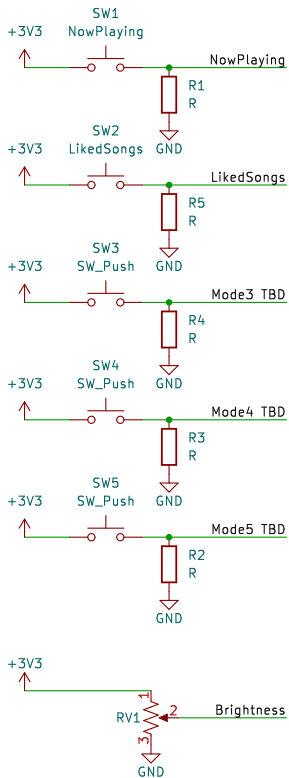 SW1
+3V3 NowPlaying
NowPlaying
R1
R
GND
SW2
+3V3 LikedSongs
LikedSongs
R5
R
GND
SW3
+3V3 SW_Push
Mode3 TBD
R4
R
GND
SW4
+3V3 SW_Push
Mode4 TBD
R3
R
GND
SW5
+3V3 SW_Push
Mode5 TBD
R2
R
GND
+3V3
1
RV1 2 Brightness
3
GND